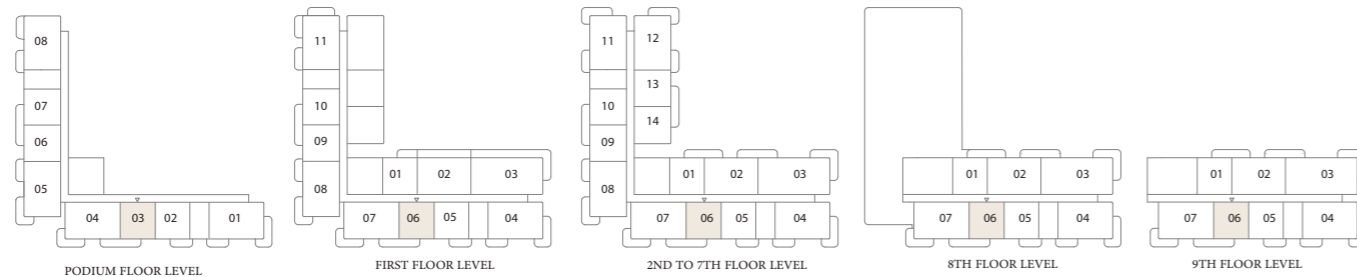 08
07
06
05
04 03 02 01
PODIUM FLOOR LEVEL
11
10
09
08
01 02 03
07 06 05 04
FIRST FLOOR LEVEL
11 12
13
10
14
09
08
01 02 03
07 06 05 04
2ND TO 7TH FLOOR LEVEL
01 02 03
07 06 05 04
8TH FLOOR LEVEL
01 02 03
07 06 05 04
9TH FLOOR LEVEL